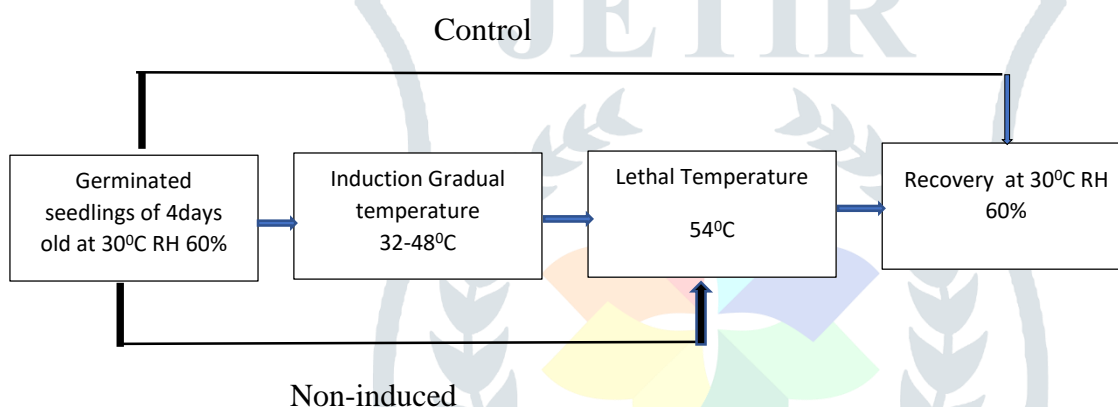 JETIR
Control
Germinated
seedlings of 4days
old at 30⁰C RH 60%
Induction Gradual
temperature
32-48⁰C
Lethal Temperature
54⁰C
Recovery  at 30⁰C RH
60%
Non-induced